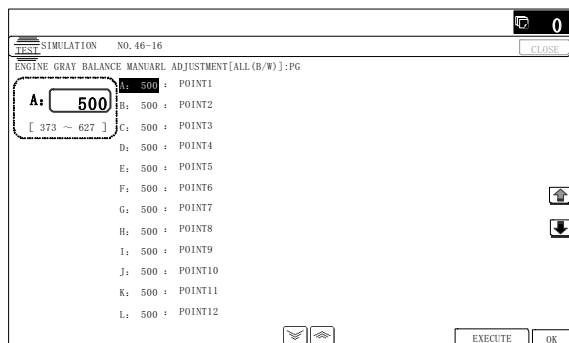 0
TEST SIMULATION NO.46-16
CLOSE
ENGINE GRAY BALANCE MANUARL ADJUSTMENT[ALL(B/W)]:PG
A: 500
[ 373 ～ 627 ]
A: 500 : POINT1
B: 500 : POINT2
C: 500 : POINT3
D: 500 : POINT4
E: 500 : POINT5
F: 500 : POINT6
G: 500 : POINT7
H: 500 : POINT8
I: 500 : POINT9
J: 500 : POINT10
K: 500 : POINT11
L: 500 : POINT12
EXECUTE OK